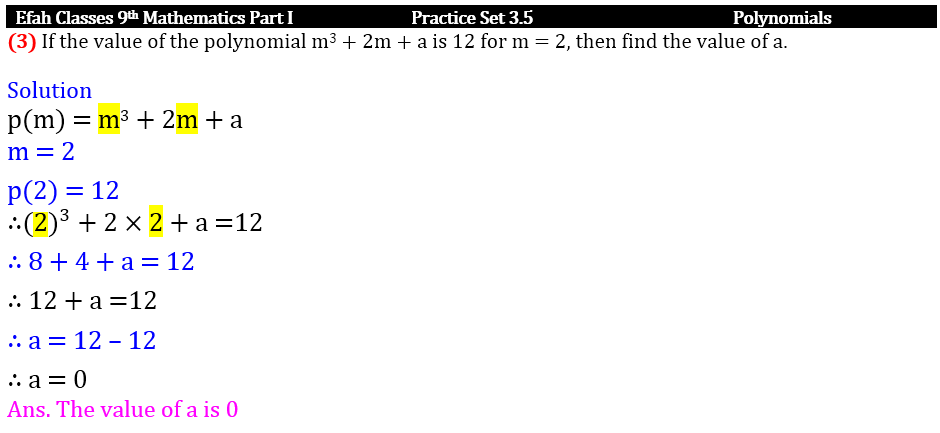 Efah Classes 9th Mathematics Part I Practice Set 3.5 Polynomials
(3) If the value of the polynomial m³ + 2m + a is 12 for m = 2, then find the value of a.
Solution
p(m) = m³ + 2m + a
m = 2
p(2) = 12
∴(2)³ + 2 × 2 + a =12
∴ 8 + 4 + a = 12
∴ 12 + a =12
∴ a = 12 – 12
∴ a = 0
Ans. The value of a is 0